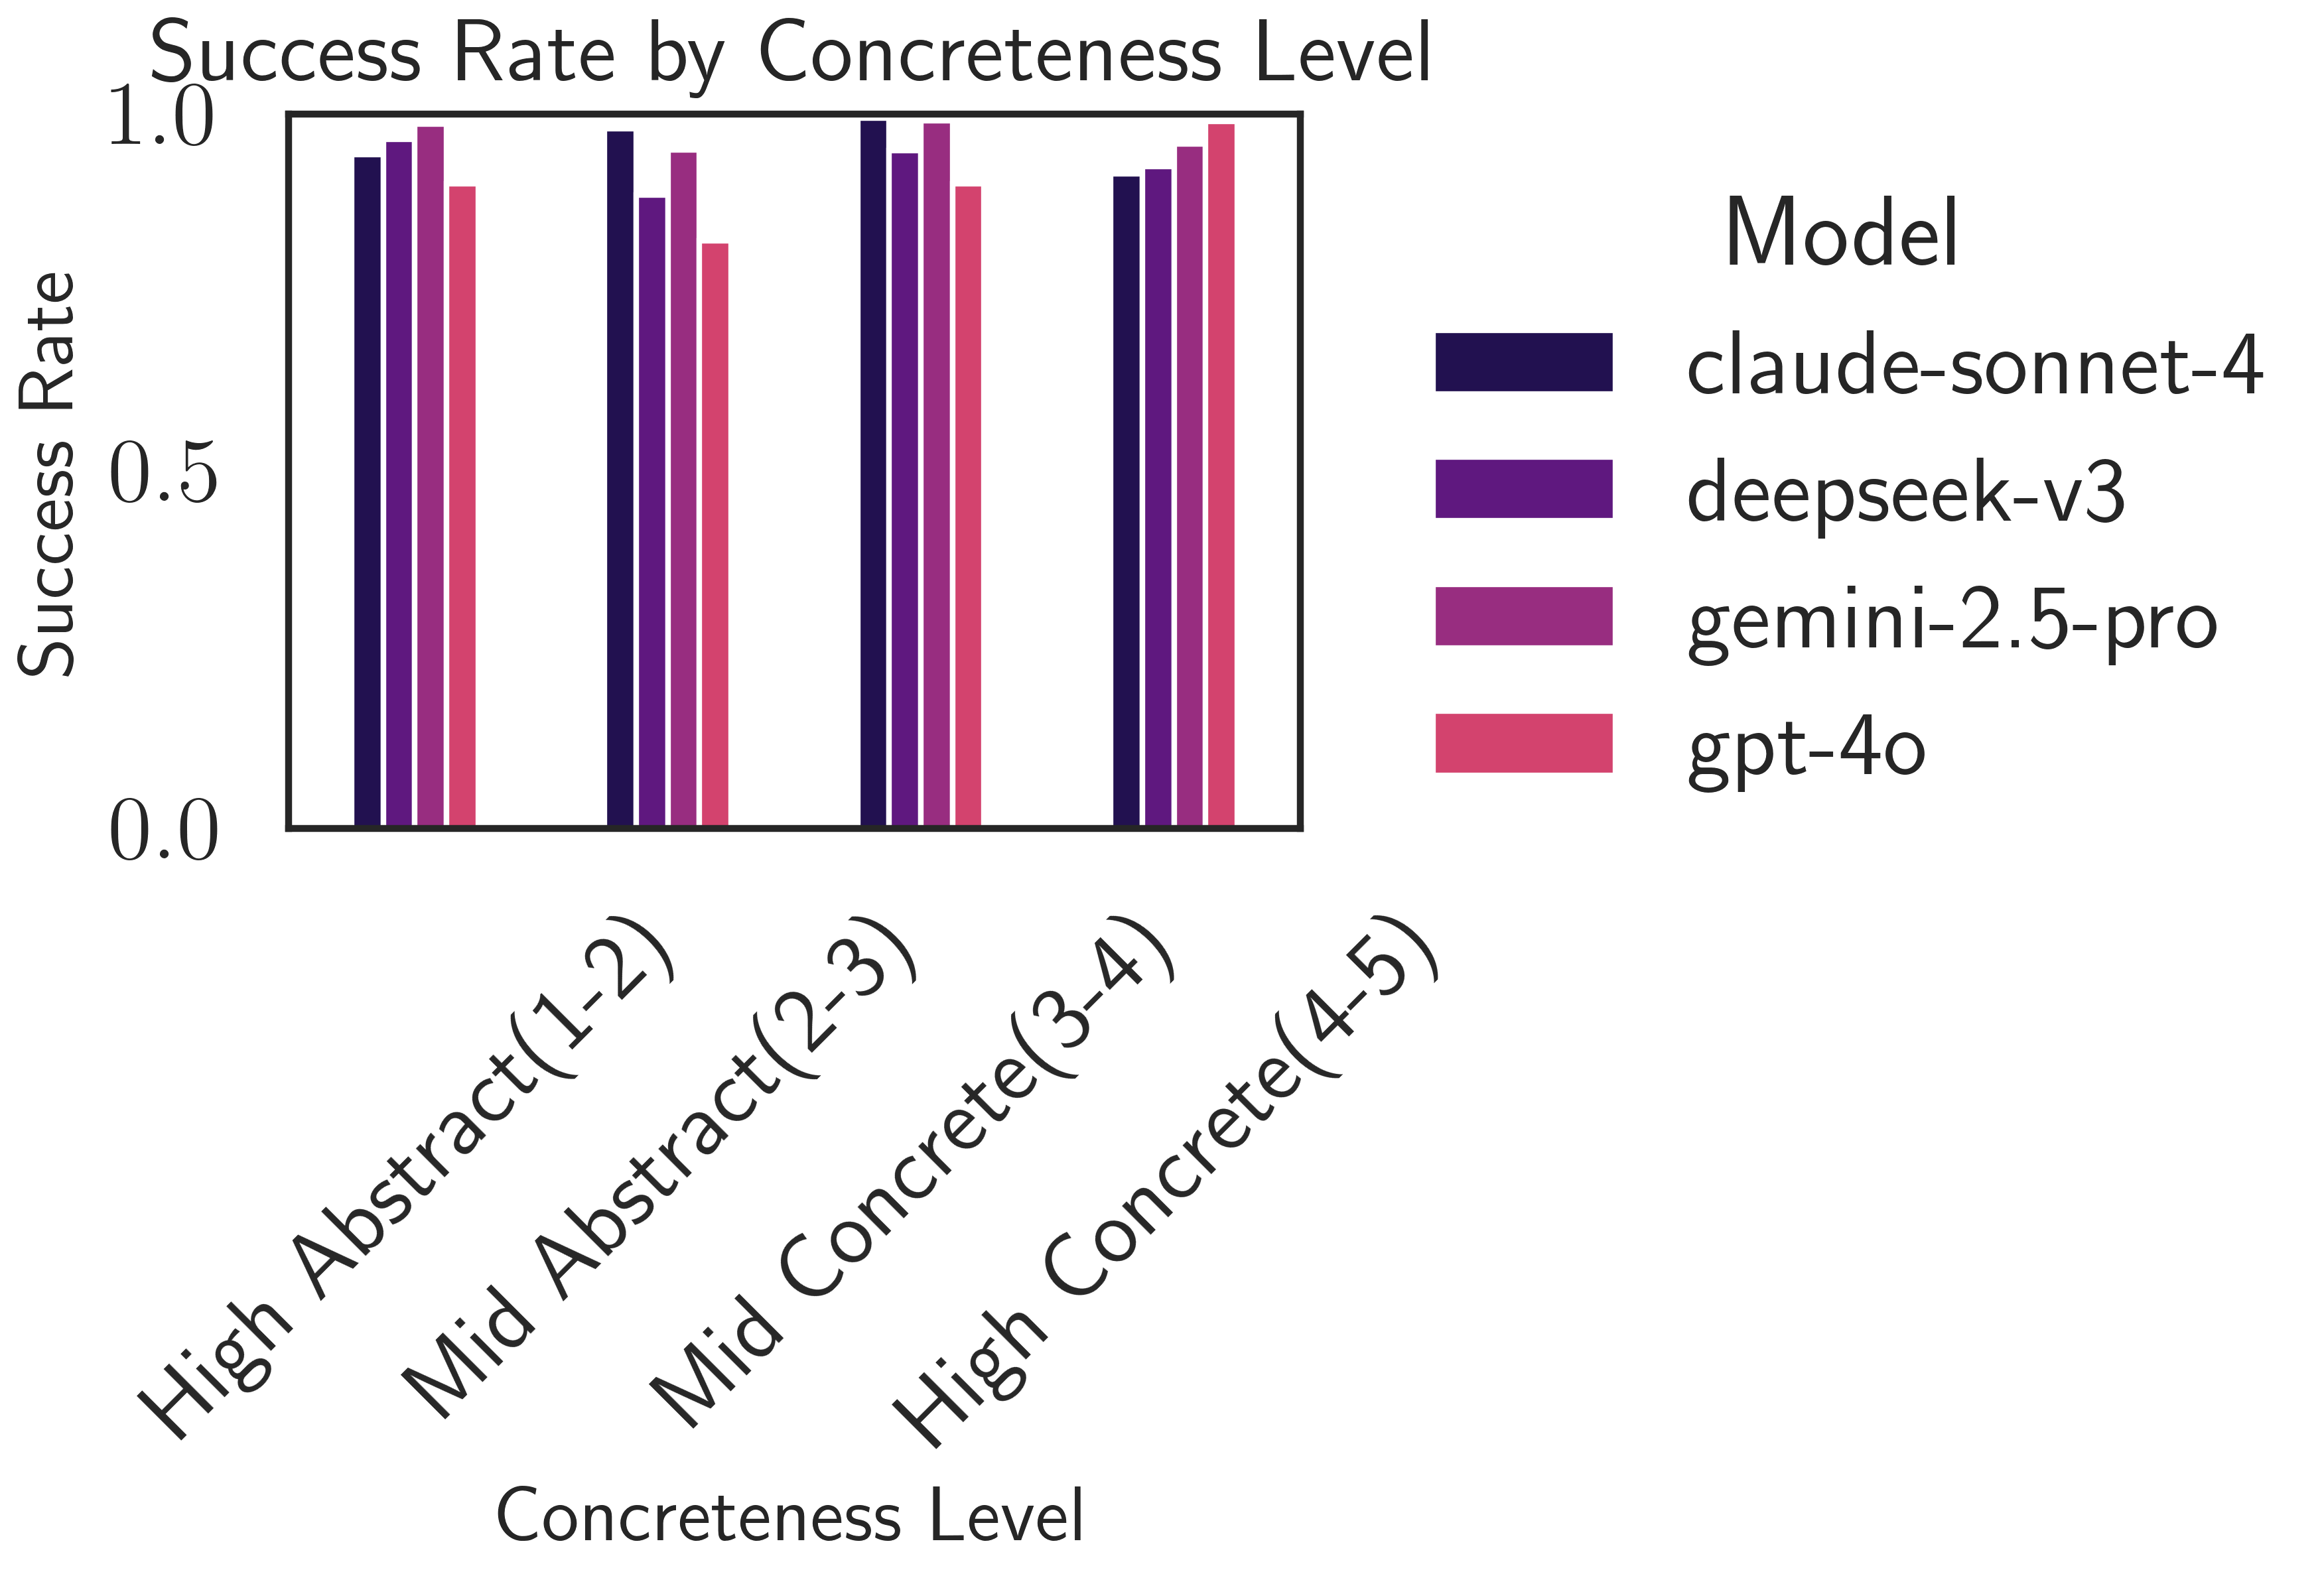 Success Rate by Concreteness Level
1.0
0.5
0.0
Success Rate
High Abstract(1-2)
Mid Abstract(2-3)
Mid Concrete(3-4)
High Concrete(4-5)
Concreteness Level
Model
claude-sonnet-4
deepseek-v3
gemini-2.5-pro
gpt-4o